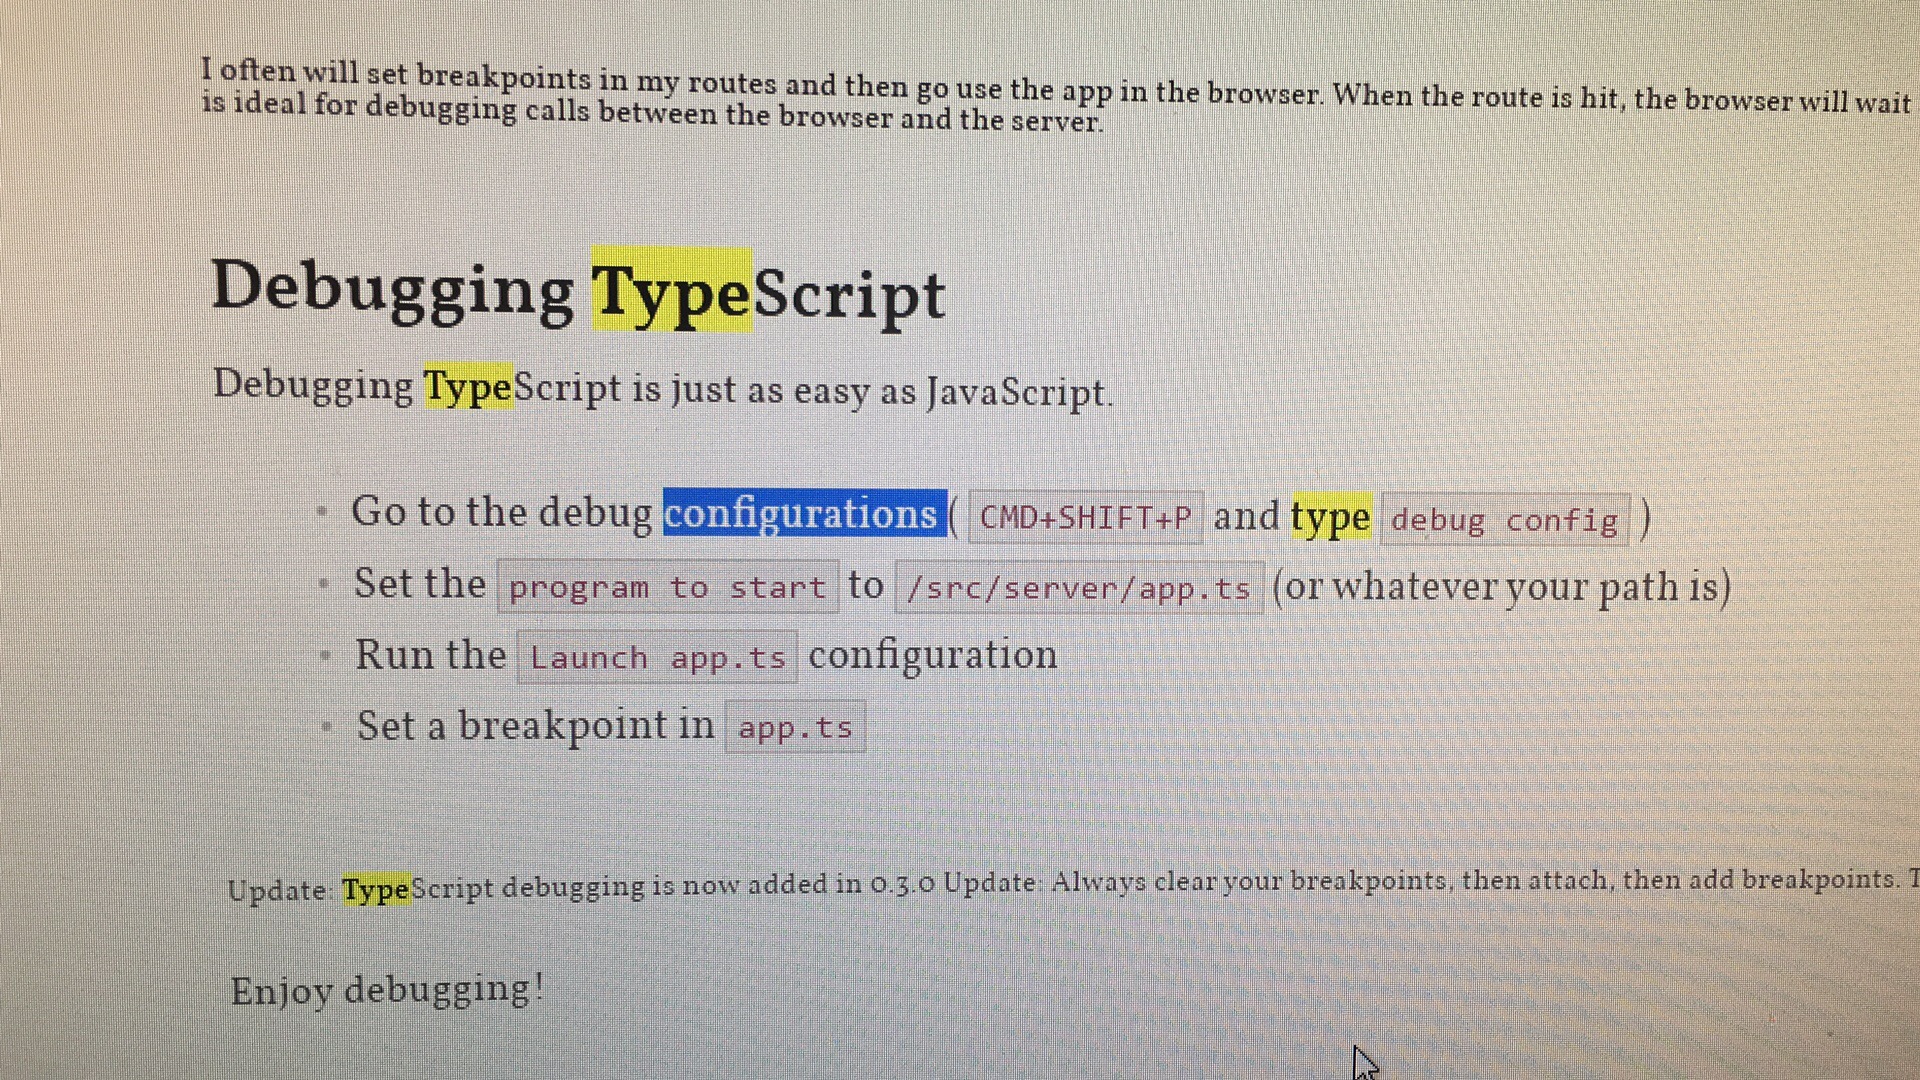 I often will set breakpoints in my routes and then go use the app in the browser. When the route is hit, the browser will wait
is ideal for debugging calls between the browser and the server.
Debugging TypeScript
Debugging TypeScript is just as easy as JavaScript.
• Go to the debug configurations ( CMD+SHIFT+P and type debug config )
• Set the program to start to /src/server/app.ts (or whatever your path is)
• Run the Launch app.ts configuration
• Set a breakpoint in app.ts
Update: TypeScript debugging is now added in 0.3.0 Update: Always clear your breakpoints, then attach, then add breakpoints.
Enjoy debugging!